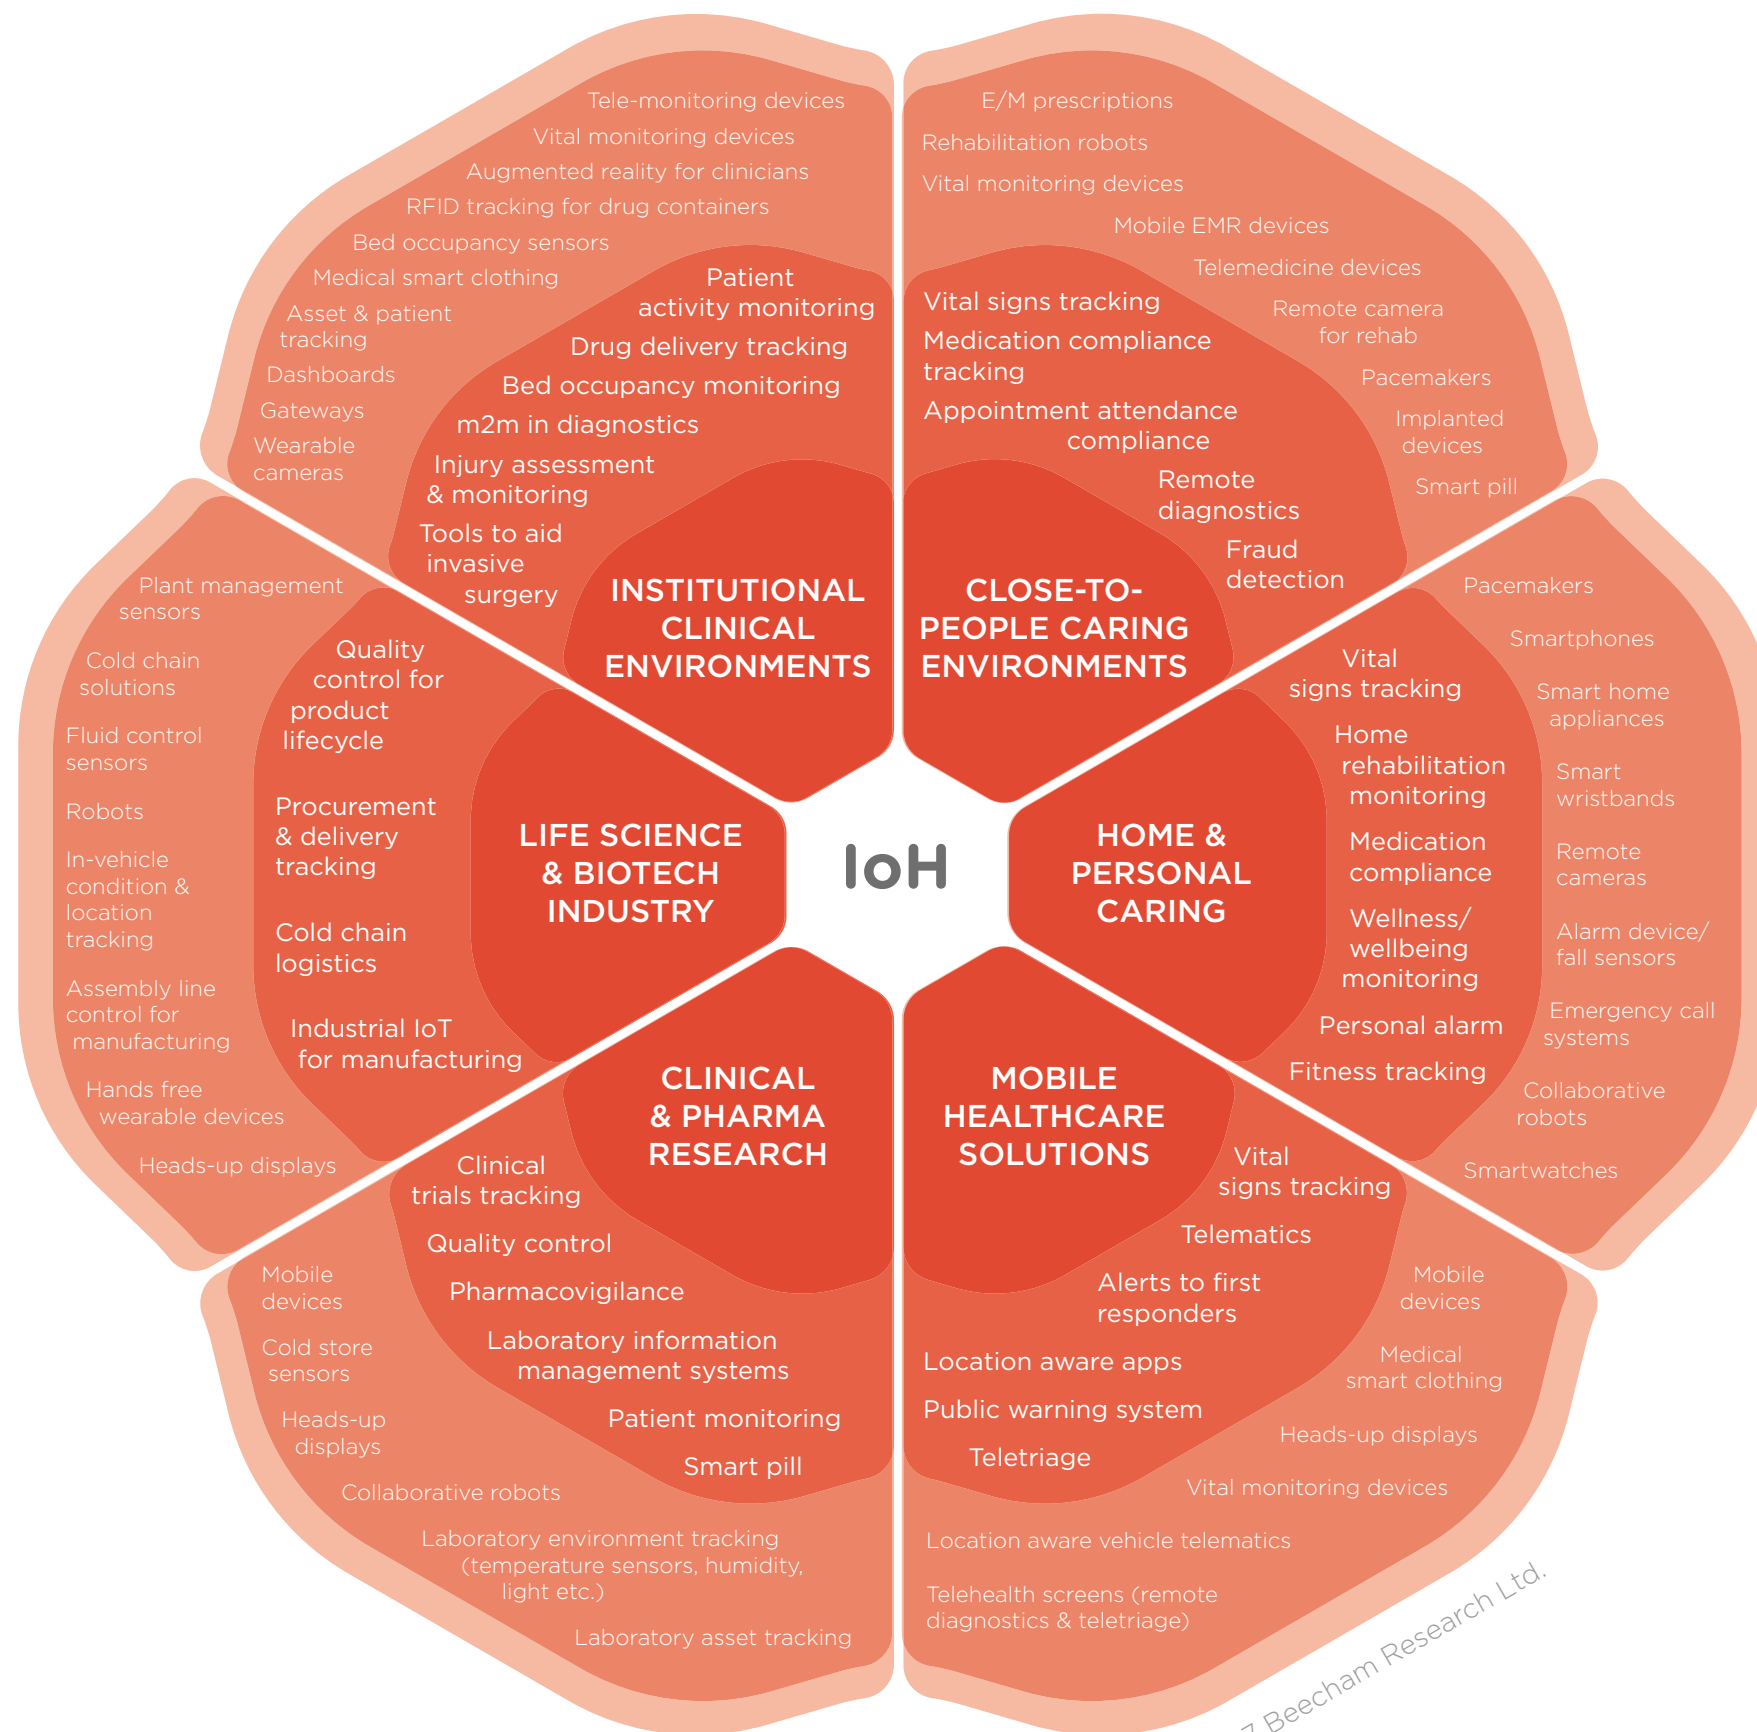 Tele-monitoring devices
Vital monitoring devices
Augmented reality for clinicians
RFID tracking for drug containers
Bed occupancy sensors
Medical smart clothing
Asset & patient
tracking
Dashboards
Gateways
Wearable
cameras
Patient
activity monitoring
Drug delivery tracking
Bed occupancy monitoring
m2m in diagnostics
Injury assessment
& monitoring
Tools to aid
invasive
surgery
INSTITUTIONAL
CLINICAL
ENVIRONMENTS
E/M prescriptions
Rehabilitation robots
Vital monitoring devices
Mobile EMR devices
Telemedicine devices
Remote camera
for rehab
Pacemakers
Implanted
devices
Smart pill
Vital signs tracking
Medication compliance
tracking
Appointment attendance
compliance
Remote
diagnostics
Fraud
detection
CLOSE-TO-
PEOPLE CARING
ENVIRONMENTS
Plant management
sensors
Cold chain
solutions
Fluid control
sensors
Robots
In-vehicle
condition &
location
tracking
Assembly line
control for
manufacturing
Hands free
wearable devices
Heads-up displays
Quality
control for
product
lifecycle
Procurement
& delivery
tracking
Cold chain
logistics
Industrial IoT
for manufacturing
LIFE SCIENCE
& BIOTECH
INDUSTRY
IoH
HOME &
PERSONAL
CARING
Vital
signs tracking
Home
rehabilitation
monitoring
Medication
compliance
Wellness/
wellbeing
monitoring
Personal alarm
Fitness tracking
Pacemakers
Smartphones
Smart home
appliances
Smart
wristbands
Remote
cameras
Alarm device/
fall sensors
Emergency call
systems
Collaborative
robots
Smartwatches
CLINICAL
& PHARMA
RESEARCH
Clinical
trials tracking
Quality control
Pharmacovigilance
Laboratory information
management systems
Patient monitoring
Smart pill
Mobile
devices
Cold store
sensors
Heads-up
displays
Collaborative robots
Laboratory environment tracking
(temperature sensors, humidity,
light etc.)
Laboratory asset tracking
MOBILE
HEALTHCARE
SOLUTIONS
Vital
signs tracking
Telematics
Alerts to first
responders
Location aware apps
Public warning system
Teletriage
Mobile
devices
Medical
smart clothing
Heads-up displays
Vital monitoring devices
Location aware vehicle telematics
Telehealth screens (remote
diagnostics & teletriage)
7 Beecham Research Ltd.